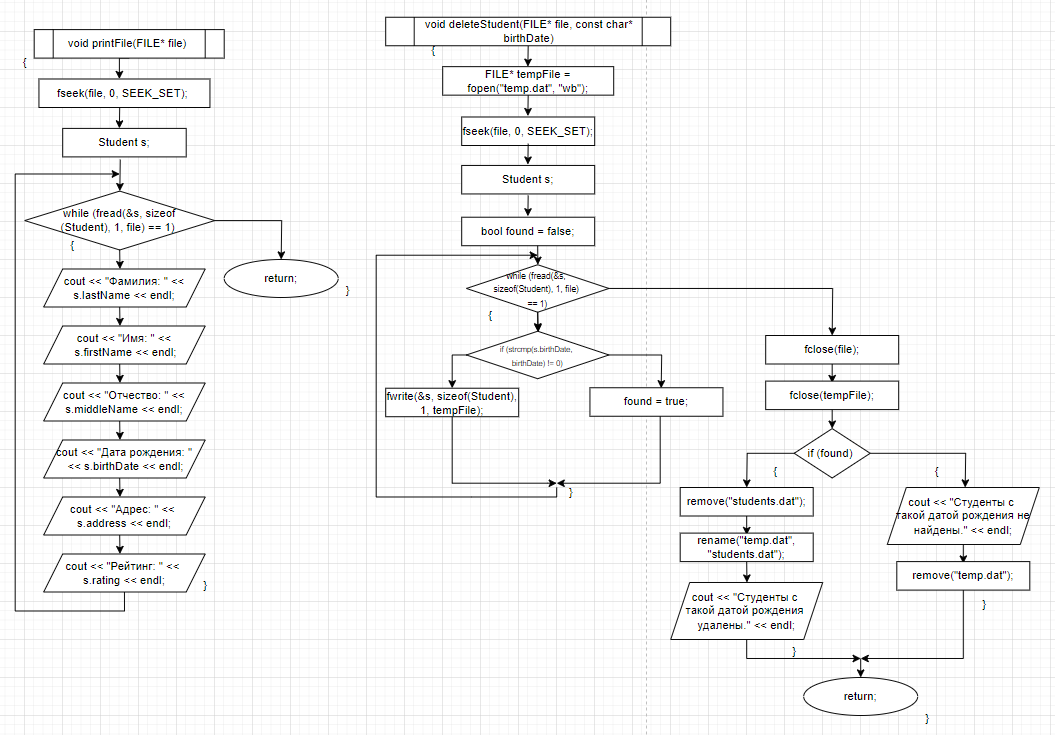 void printFile(FILE* file)
{
fseek(file, 0, SEEK_SET);
Student s;
while (fread(&s, sizeof
(Student), 1, file) == 1)
{
return;
}
cout << "Фамилия: " <<
s.lastName << endl;
cout << "Имя: " <<
s.firstName << endl;
cout << "Отчество: " <<
s.middleName << endl;
cout << "Дата рождения: "
<< s.birthDate << endl;
cout << "Адрес: " <<
s.address << endl;
cout << "Рейтинг: " <<
s.rating << endl;
}
void deleteStudent(FILE* file, const char*
birthDate)
{
FILE* tempFile =
fopen("temp.dat", "wb");
fseek(file, 0, SEEK_SET);
Student s;
bool found = false;
while (fread(&s,
sizeof(Student), 1, file)
== 1)
{
if (strcmp(s.birthDate,
birthDate) != 0)
fwrite(&s, sizeof(Student),
1, tempFile);
found = true;
}
fclose(file);
fclose(tempFile);
if (found)
{
remove("students.dat");
rename("temp.dat",
"students.dat");
cout << "Студенты с
такой датой рождения
удалены." << endl;
}
{
cout << "Студенты с
такой датой рождения не
найдены." << endl;
remove("temp.dat");
}
return;
}